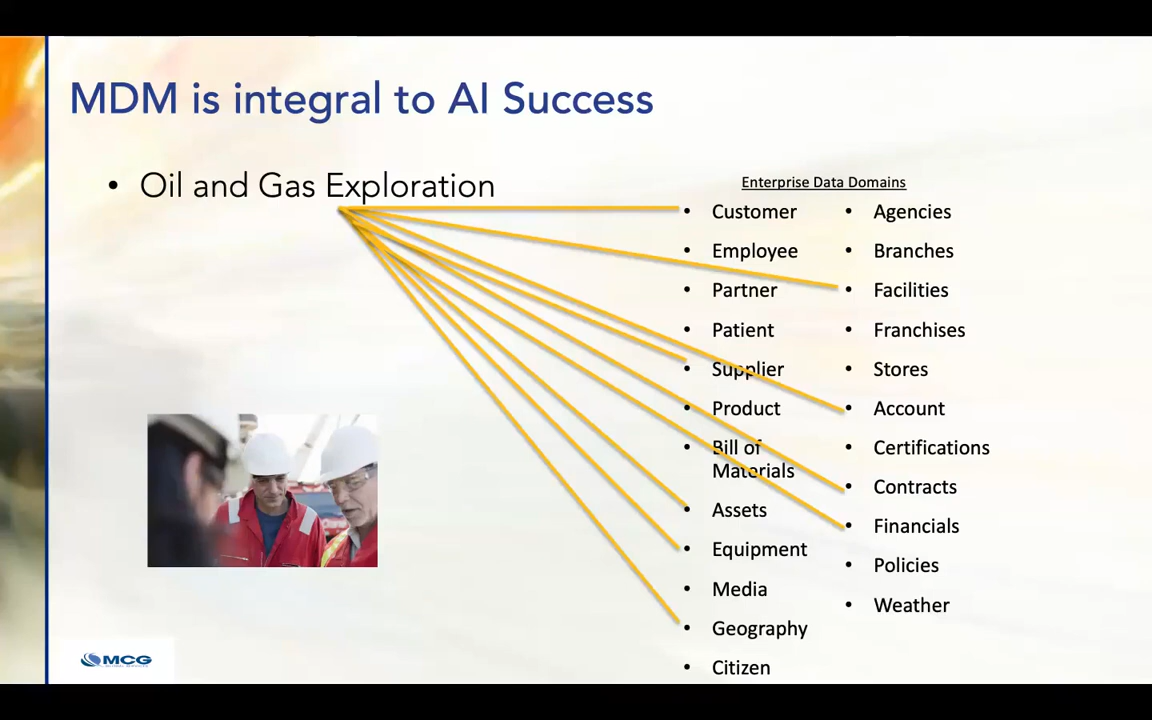 MDM is integral to AI Success
• Oil and Gas Exploration
Enterprise Data Domains
• Customer
• Employee
• Partner
• Patient
• Supplier
• Product
• Bill of
Materials
• Assets
• Equipment
• Media
• Geography
• Citizen
• Agencies
• Branches
• Facilities
• Franchises
• Stores
• Account
• Certifications
• Contracts
• Financials
• Policies
• Weather
MCG